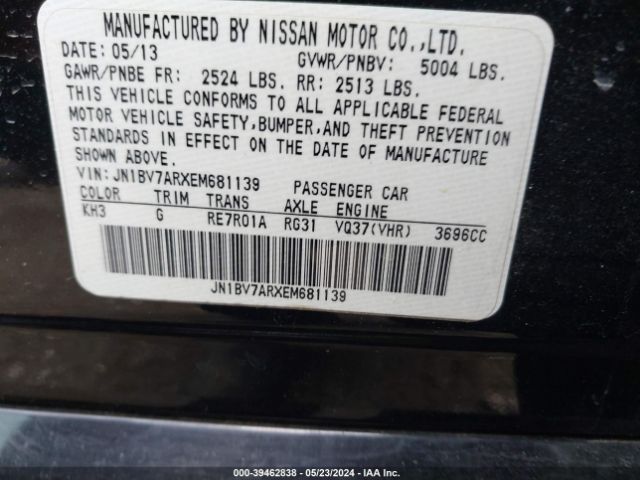 MANUFACTURED BY NISSAN MOTOR CO.,LTD.
DATE: 05/13 GVWR/PNBV: 5004 LBS.
GAWR/PNBE FR: 2524 LBS. RR: 2513 LBS.
THIS VEHICLE CONFORMS TO ALL APPLICABLE FEDERAL
MOTOR VEHICLE SAFETY,BUMPER,AND THEFT PREVENTION
STANDARDS IN EFFECT ON THE DATE OF MANUFACTURE
SHOWN ABOVE.
VIN:JN1BV7ARXEM681139 PASSENGER CAR
COLOR TRIM TRANS AXLE ENGINE
KH3 G RE7R01A RG31 VQ37(VHR) 3696CC
JN1BV7ARXEM681139
000-39462838 - 05/23/2024 - IAA Inc.